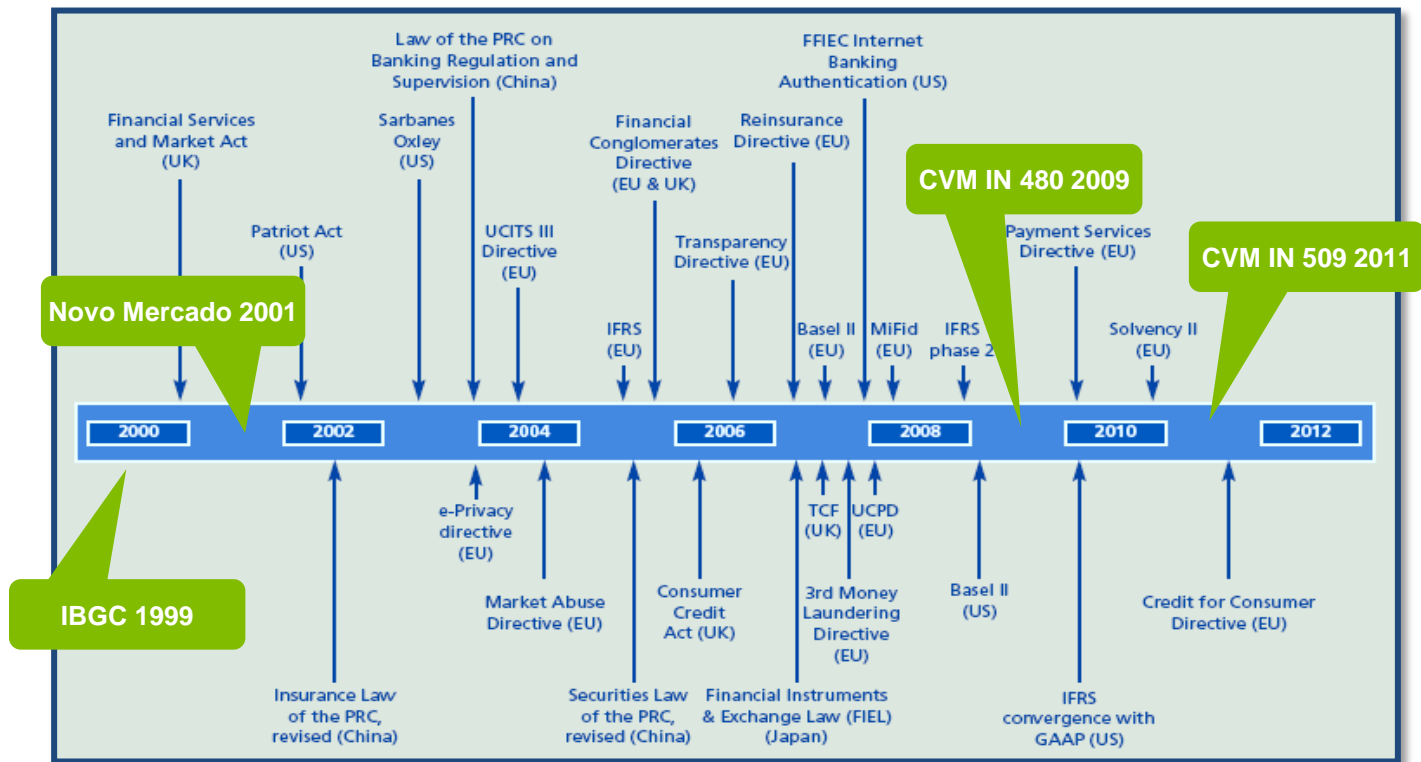 Law of the PRC on
Banking Regulation and
Supervision (China)
FFIEC Internet
Banking
Authentication (US)
Financial Services
and Market Act
(UK)
Sarbanes
Oxley
(US)
Financial
Conglomerates
Directive
(EU & UK)
Reinsurance
Directive (EU)
CVM IN 480 2009
Patriot Act
(US)
UCITS III
Directive
(EU)
Transparency
Directive (EU)
Payment Services
Directive (EU)
CVM IN 509 2011
Novo Mercado 2001
IFRS
(EU)
Basel II
(EU)
MiFid
(EU)
IFRS
phase 2
Solvency II
(EU)
2000
2002
2004
2006
2008
2010
2012
e-Privacy
directive
(EU)
TCF
(UK)
UCPD
(EU)
IBGC 1999
Market Abuse
Directive (EU)
Consumer
Credit
Act (UK)
3rd Money
Laundering
Directive
(EU)
Basel II
(US)
Credit for Consumer
Directive (EU)
Insurance Law
of the PRC,
revised (China)
Securities Law
of the PRC,
revised (China)
Financial Instruments
& Exchange Law (FIEL)
(Japan)
IFRS
convergence with
GAAP (US)